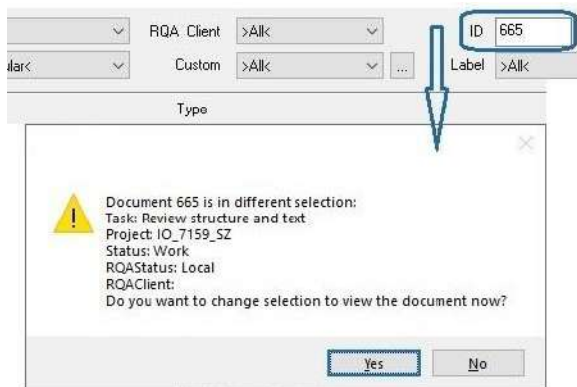 RQA Client >All< ID 665
ular< Custom >All< ... Label >All<
Type
Document 665 is in different selection:
Task: Review structure and text
Project: IO_7159_SZ
Status: Work
RQAStatus: Local
RQAClient:
Do you want to change selection to view the document now?
Yes No